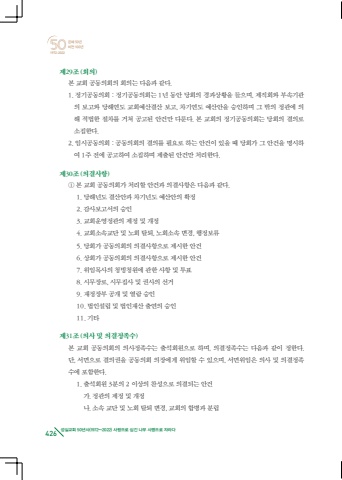 50
제29조 (회의)
본 교회 공동의회의 회의는 다음과 같다.
1. 정기공동의회 : 정기공동의회는 1년 동안 당회의 경과상황을 들으며, 제직회와 부속기관
의 보고와 당해연도 교회예산결산 보고, 차기연도 예산안을 승인하며 그 밖의 정관에 의
해 적법한 절차를 거쳐 공고된 안건만 다룬다. 본 교회의 정기공동의회는 당회의 결의로
소집한다.
2. 임시공동의회 : 공동의회의 결의를 필요로 하는 안건이 있을 때 당회가 그 안건을 명시하
여 1주 전에 공고하여 소집하며 제출된 안건만 처리한다.
제30조 (의결사항)
① 본 교회 공동의회가 처리할 안건과 의결사항은 다음과 같다.
1. 당해년도 결산안과 차기년도 예산안의 확정
2. 감사보고서의 승인
3. 교회운영정관의 제정 및 개정
4. 교회소속교단 및 노회 탈퇴, 노회소속 변경, 행정보류
5. 당회가 공동의회의 의결사항으로 제시한 안건
6. 상회가 공동의회의 의결사항으로 제시한 안건
7. 위임목사의 청빙청원에 관한 사항 및 투표
8. 시무장로, 시무집사 및 권사의 선거
9. 재정장부 공개 및 열람 승인
10. 법인설립 및 법인재산 출연의 승인
11. 기타
제31조 (의사 및 의결정족수)
본 교회 공동의회의 의사정족수는 출석회원으로 하며, 의결정족수는 다음과 같이 정한다.
단, 서면으로 결의권을 공동의회 의장에게 위임할 수 있으며, 서면위임은 의사 및 의결정족
수에 포함한다.
1. 출석회원 3분의 2 이상의 찬성으로 의결되는 안건
가. 정관의 제정 및 개정
나. 소속 교단 및 노회 탈퇴 변경, 교회의 합병과 분립
426 50년사(1972~2022) 사랑으로 심긴 나무 사랑으로 피어나